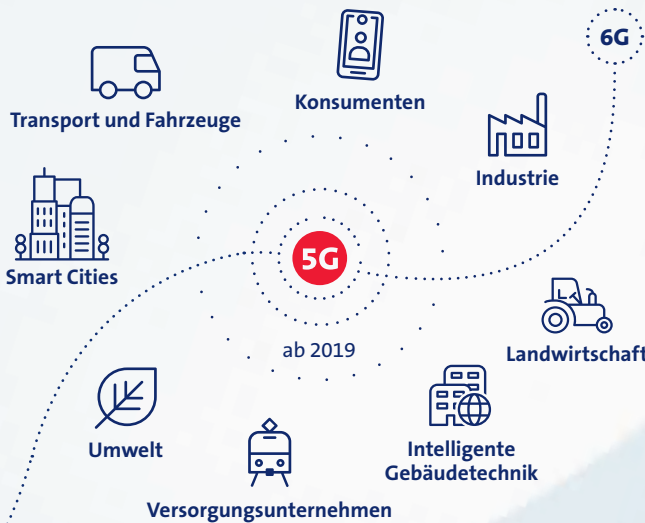 6G
Konsumenten
Transport und Fahrzeuge
Industrie
Smart Cities
5G
ab 2019
Landwirtschaft
Umwelt
Intelligente
Gebäudetechnik
Versorgungsunternehmen